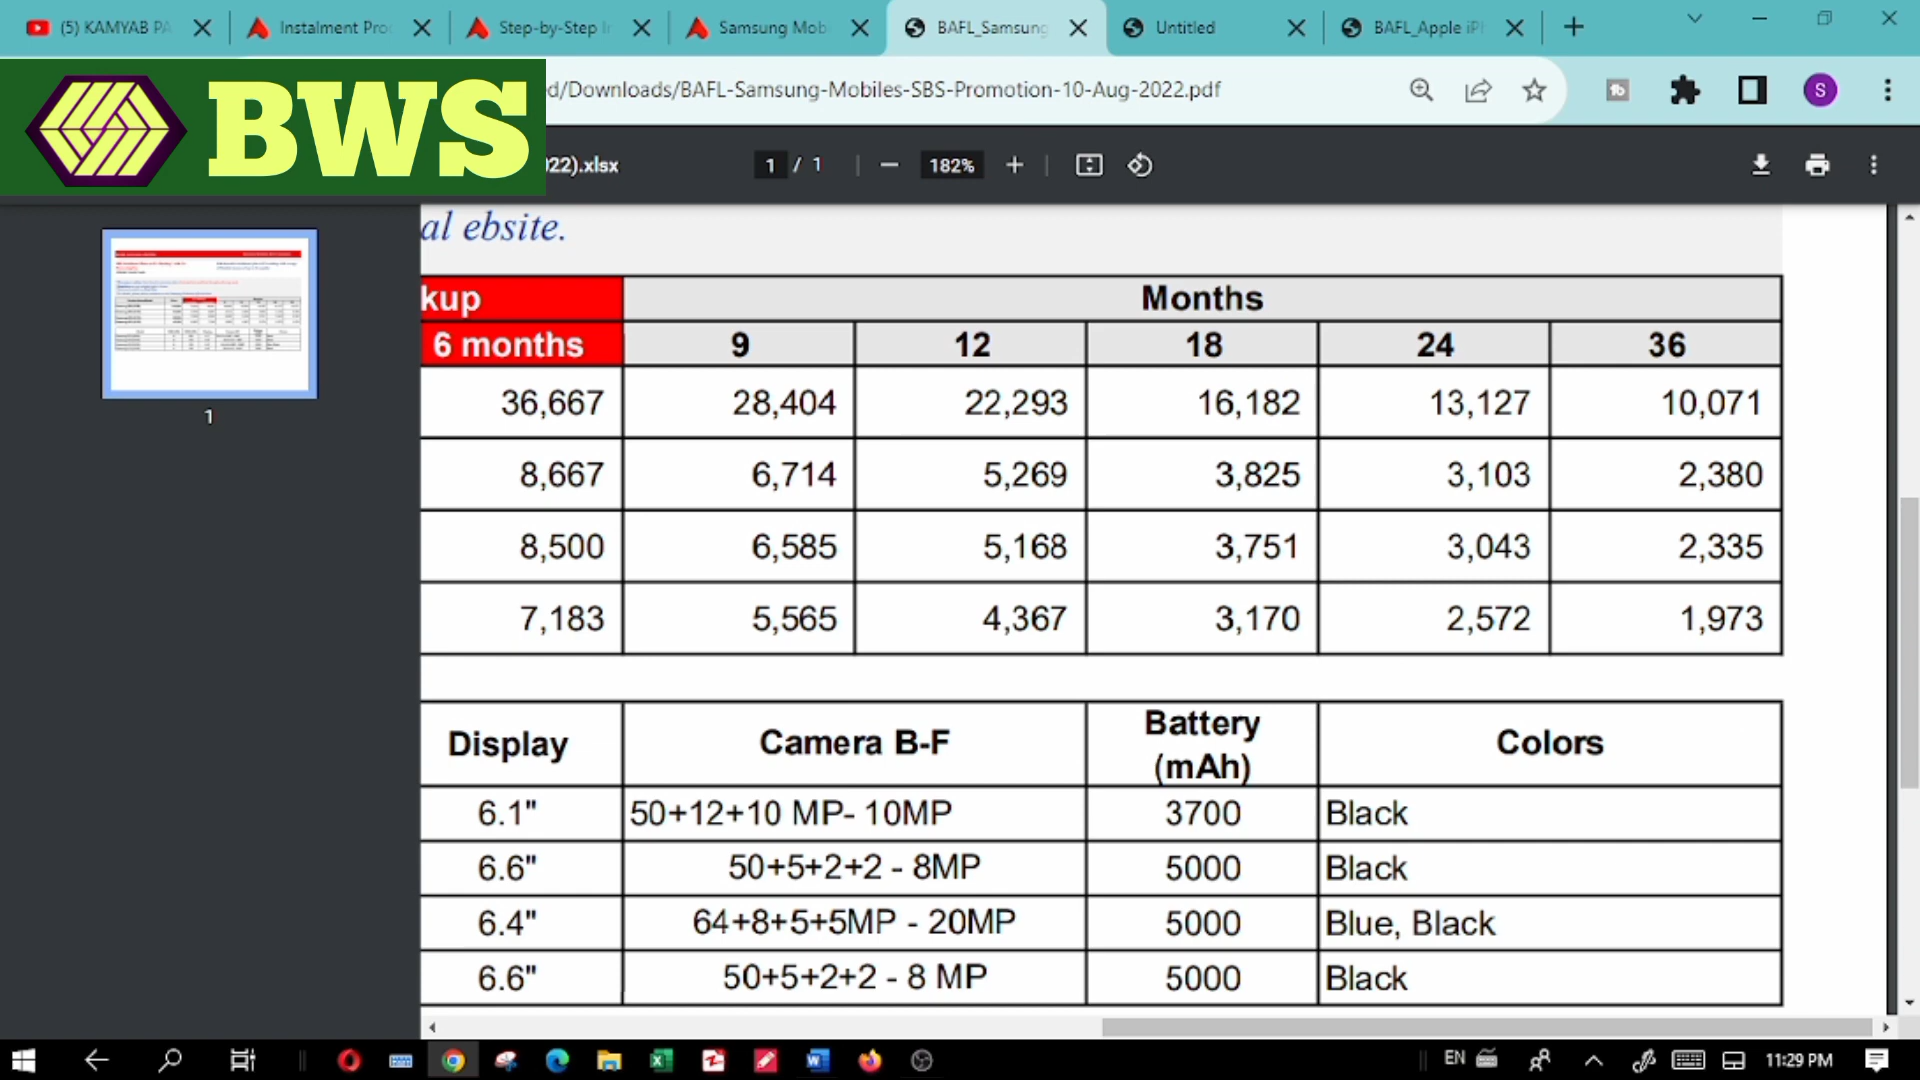 (5) KAMYAB PA
Instalment Pro
Step-by-Step I
Samsung Mob
BAFL_Samsung
Untitled
BAFL_Apple iP
BWS
d/Downloads/BAFL-Samsung-Mobiles-SBS-Promotion-10-Aug-2022.pdf
S
022).xlsx
1 / 1
182%
al ebsite.
kup Months
6 months 9 12 18 24 36
36,667 28,404 22,293 16,182 13,127 10,071
8,667 6,714 5,269 3,825 3,103 2,380
8,500 6,585 5,168 3,751 3,043 2,335
7,183 5,565 4,367 3,170 2,572 1,973
1
Display Camera B-F Battery (mAh) Colors
6.1" 50+12+10 MP- 10MP 3700 Black
6.6" 50+5+2+2 - 8MP 5000 Black
6.4" 64+8+5+5MP - 20MP 5000 Blue, Black
6.6" 50+5+2+2 - 8 MP 5000 Black
EN
11:29 PM